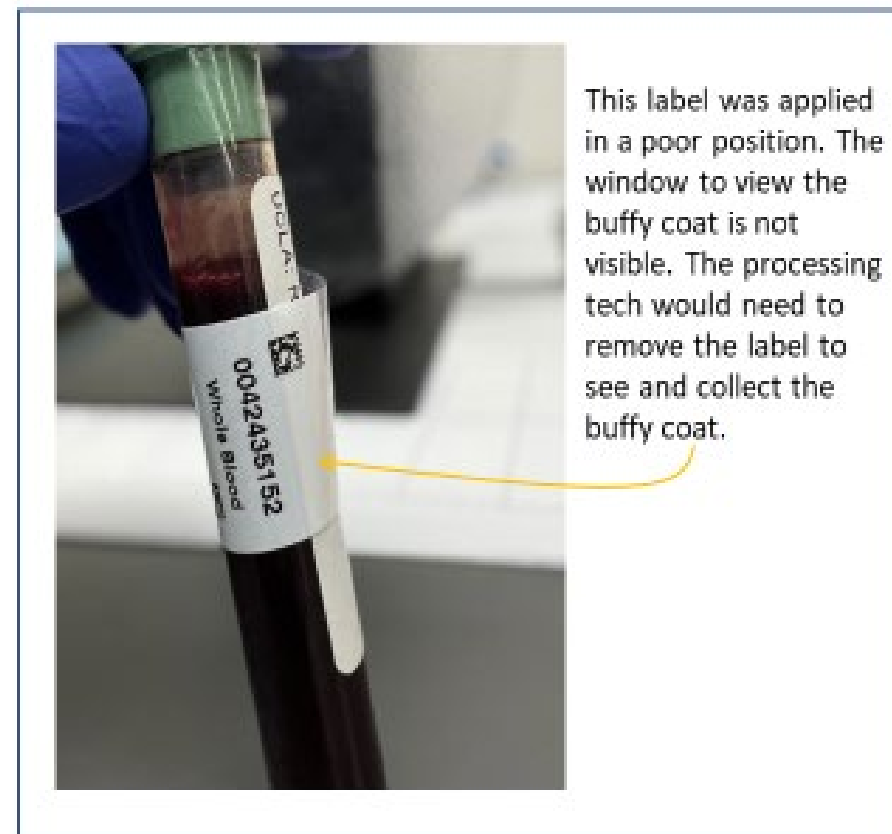 This label was applied
in a poor position. The
window to view the
buffy coat is not
visible. The processing
tech would need to
remove the label to
see and collect the
buffy coat.
UCLA:
0042435152
Whole Blood